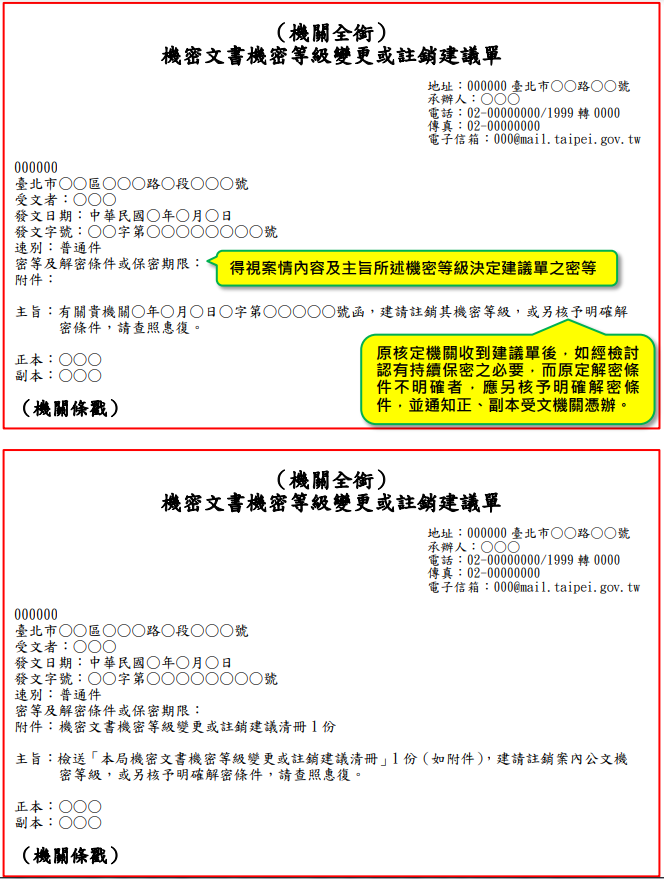 （機關全銜）
機密文書機密等級變更或註銷建議單
地址：000000 臺北市○○路○○號
承辦人：○○○
電話：02-00000000/1999 轉 0000
傳真：02-00000000
電子信箱：000@mail.taipei.gov.tw
000000
臺北市○○區○○○路○段○○○號
受文者：○○○
發文日期：中華民國○年○月○日
發文字號：○○字第○○○○○○○○號
速別：普通件
密等及解密條件或保密期限：
得視案情內容及主旨所述機密等級決定建議單之密等
附件：
主旨：有關貴機關○年○月○日○字第○○○○○號函，建請註銷其機密等級，或另核予明確解
密條件，請查照惠復。
原核定機關收到建議單後，如經檢討
認有持續保密之必要，而原定解密條
件不明確者，應另核予明確解密條
件，並通知正、副本受文機關憑辦。
正本：○○○
副本：○○○
（機關條戳）
（機關全銜）
機密文書機密等級變更或註銷建議單
地址：000000 臺北市○○路○○號
承辦人：○○○
電話：02-00000000/1999 轉 0000
傳真：02-00000000
電子信箱：000@mail.taipei.gov.tw
000000
臺北市○○區○○○路○段○○○號
受文者：○○○
發文日期：中華民國○年○月○日
發文字號：○○字第○○○○○○○○號
速別：普通件
密等及解密條件或保密期限：
附件：機密文書機密等級變更或註銷建議清冊 1 份
主旨：檢送「本局機密文書機密等級變更或註銷建議清冊」1 份（如附件），建請註銷案內公文機
密等級，或另核予明確解密條件，請查照惠復。
正本：○○○
副本：○○○
（機關條戳）